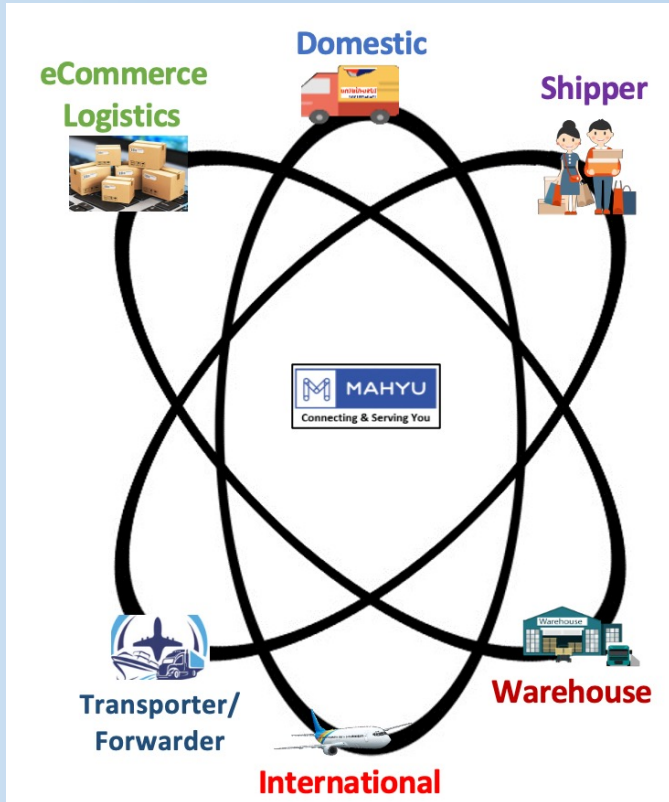 Domestic
eCommerce
Logistics
Shipper
MAHYU
Connecting & Serving You
Warehouse
Transporter/
Forwarder
Warehouse
International